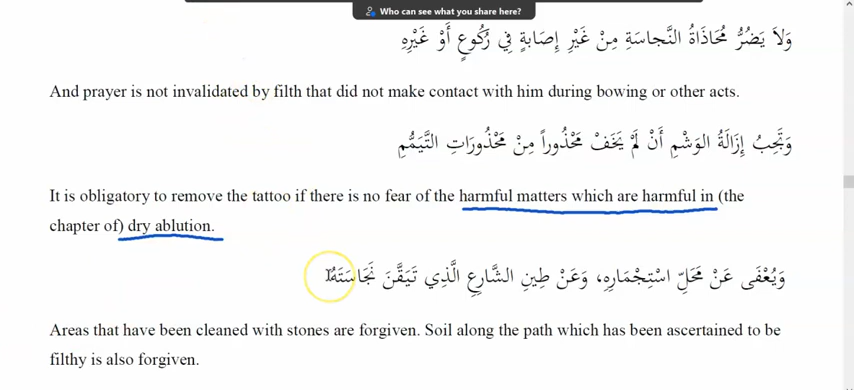 Who can see what you share here?
وَلاَ يَضُرُّ مُحَاذَاةُ النَّجاسَةِ مِنْ غَيْرِ إِصَابةٍ فِي رُكُوعٍ أَوْ غَيْرِهِ
And prayer is not invalidated by filth that did not make contact with him during bowing or other acts.
وَتَجِبُ إِزَالَةُ الوَشْمِ أَنْ لَمْ يَخَفْ مَحْذُوراً مِنْ مَحْذُورَاتِ التَّيَمُّمِ
It is obligatory to remove the tattoo if there is no fear of the harmful matters which are harmful in (the
chapter of) dry ablution.
وَيُعْفَى عَنْ مَحَلِّ اسْتِجْمَارِهِ، وَعَنْ طِينِ الشَّارِعِ الَّذِي تَيَقَّنَ نَجَاسَتَهُ
Areas that have been cleaned with stones are forgiven. Soil along the path which has been ascertained to be
filthy is also forgiven.